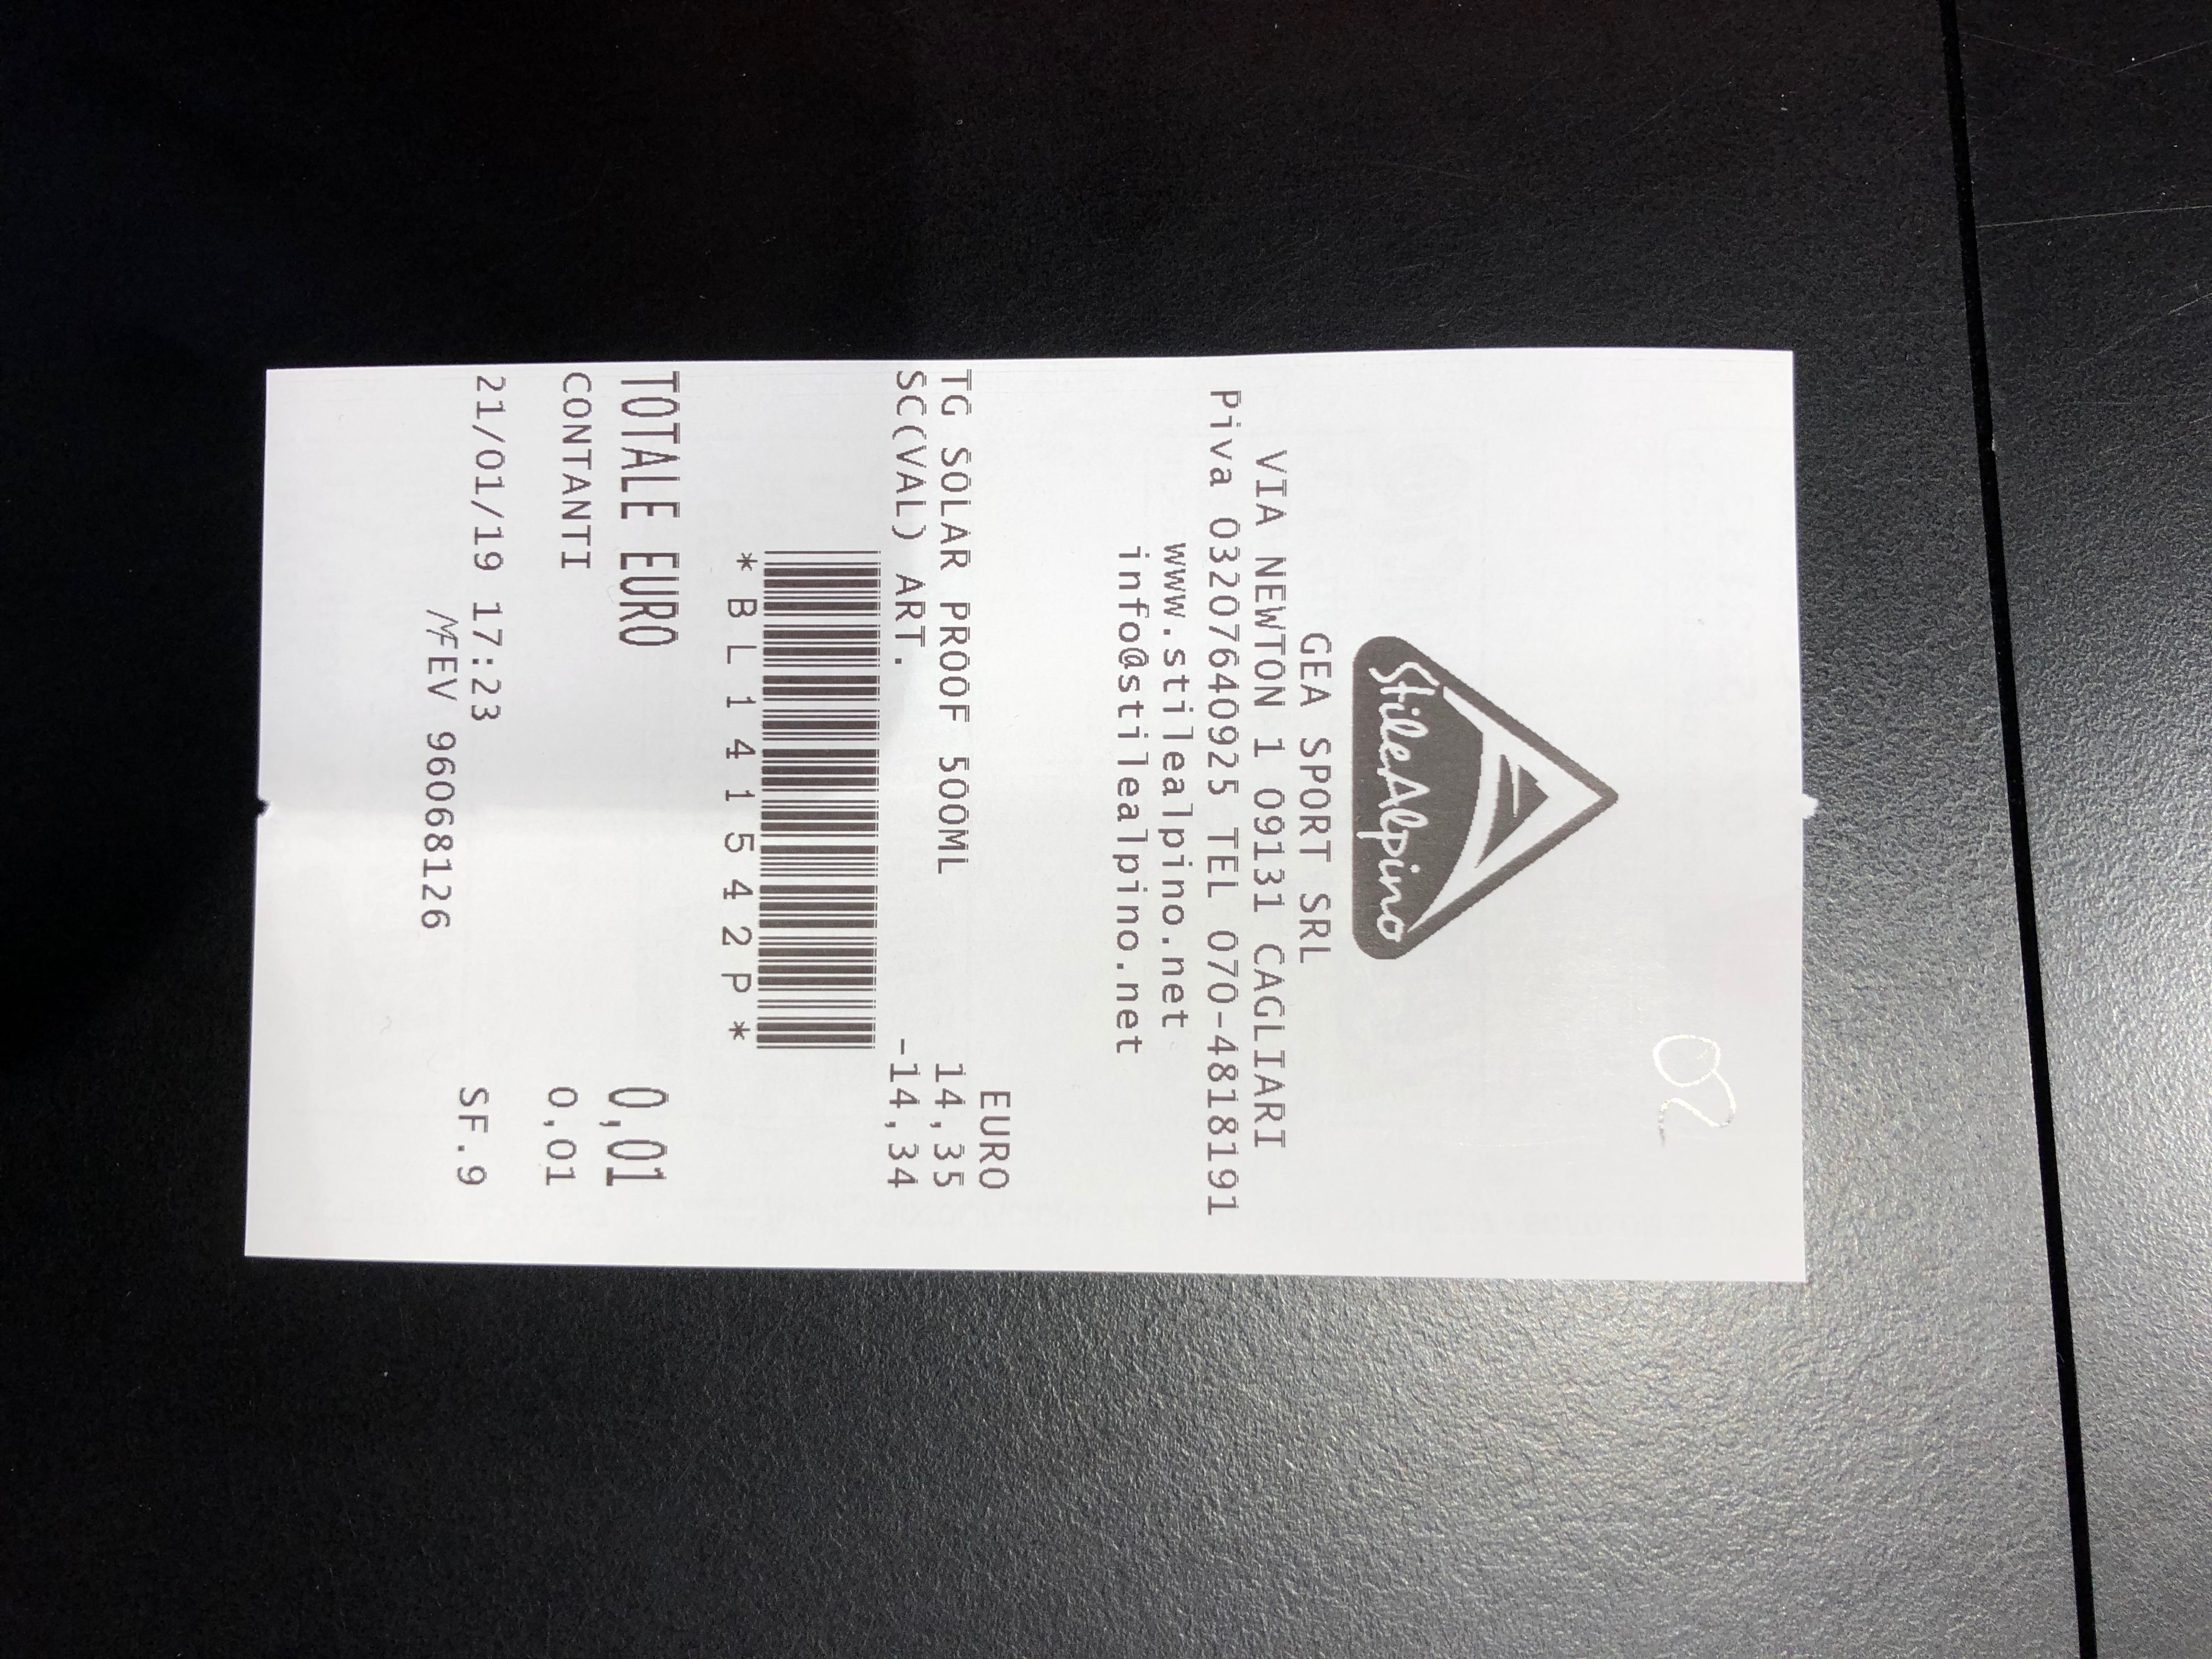 StileAlpino
GEA SPORT SRL
VIA NEWTON 1 09131 CAGLIARI
Piva 03207640925 TEL 070-4818191
www.stilealpino.net
info@stilealpino.net
EURO
TG SOLAR PROOF 500ML 14,35
SC(VAL) ART. -14,34
*BL141542P*
TOTALE EURO 0,01
CONTANTI 0,01
21/01/19 17:23 SF.9
EV 96068126